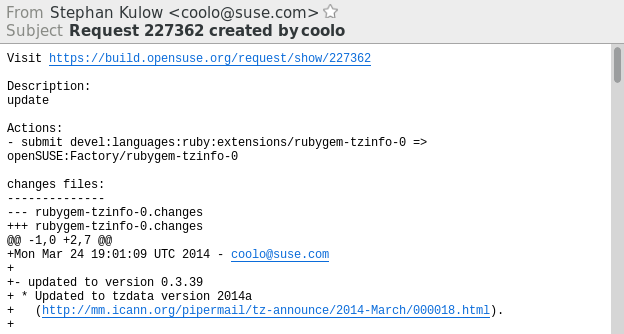 From Stephan Kulow <coolo@suse.com>
Subject Request 227362 created by coolo
Visit https://build.opensuse.org/request/show/227362
Description:
update
Actions:
- submit devel:languages:ruby:extensions/rubygem-tzinfo-0 =>
openSUSE:Factory/rubygem-tzinfo-0
changes files:
--------------
--- rubygem-tzinfo-0.changes
+++ rubygem-tzinfo-0.changes
@@ -1,0 +2,7 @@
+Mon Mar 24 19:01:09 UTC 2014 - coolo@suse.com
+
+- updated to version 0.3.39
+ * Updated to tzdata version 2014a
+   (http://mm.icann.org/pipermail/tz-announce/2014-March/000018.html).
+